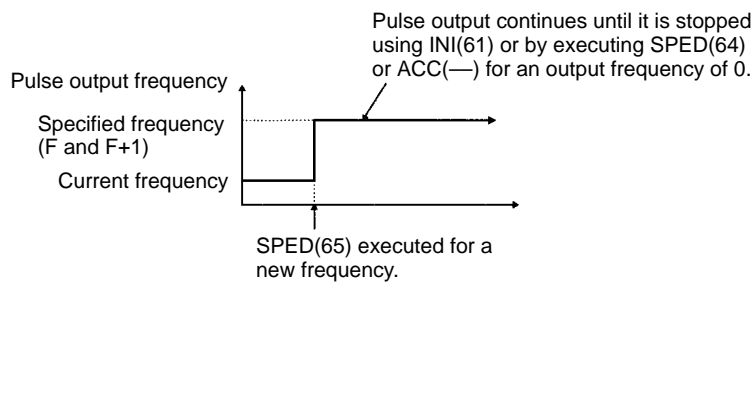 Pulse output continues until it is stopped
using INI(61) or by executing SPED(64)
or ACC(—) for an output frequency of 0.
Pulse output frequency
Specified frequency
(F and F+1)
Current frequency
SPED(65) executed for a
new frequency.